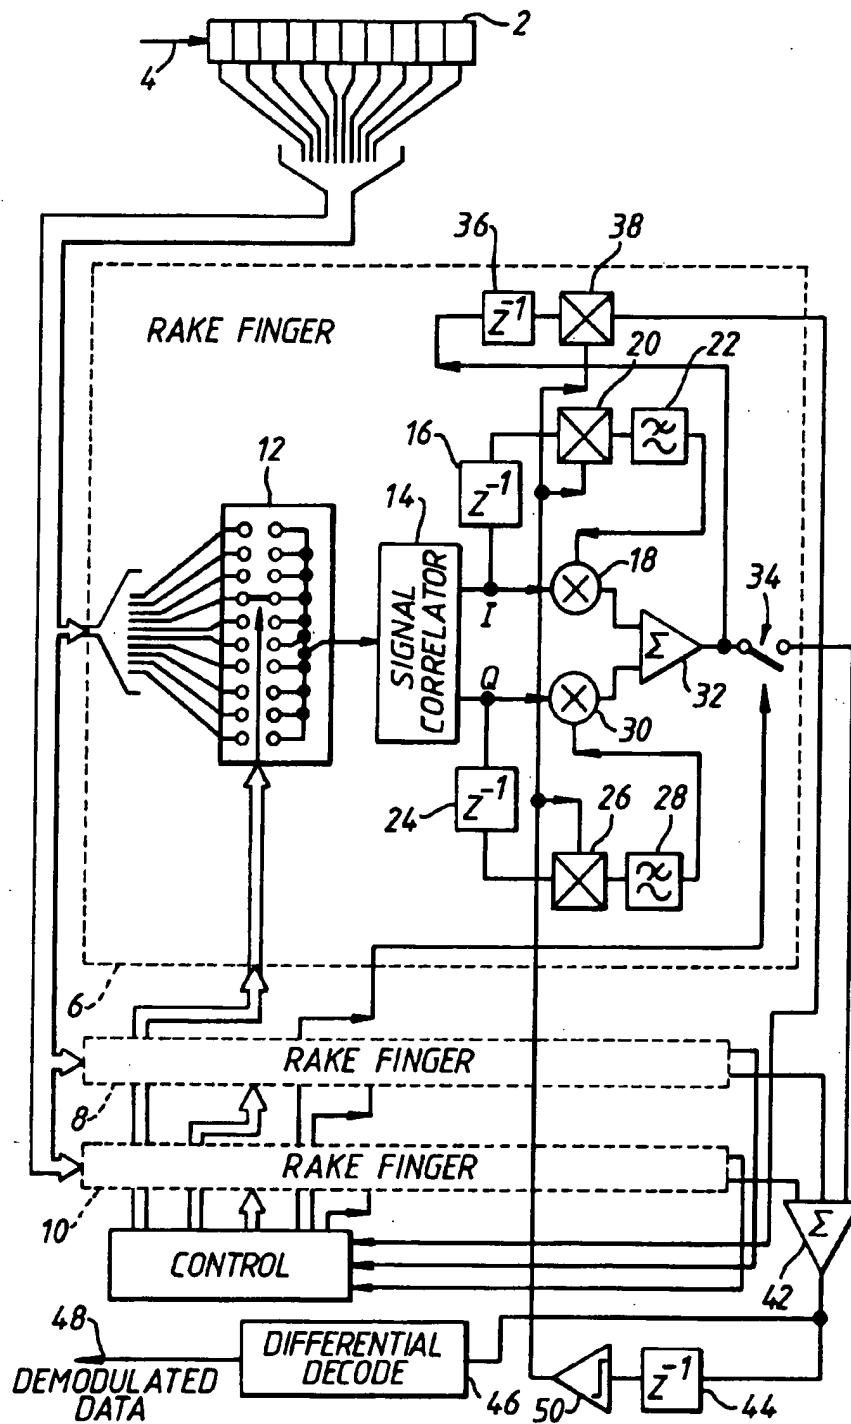 2
4
36
38
RAKE FINGER
Z⁻¹
20
22
16
12
Z⁻¹
14
18
34
SIGNAL CORRELATOR
I
Σ
Q
32
30
24
Z⁻¹
26
28
6
RAKE FINGER
8
RAKE FINGER
10
Σ
CONTROL
42
48
DIFFERENTIAL
DECODE
Z⁻¹
DEMODULATED
DATA
46
50
44